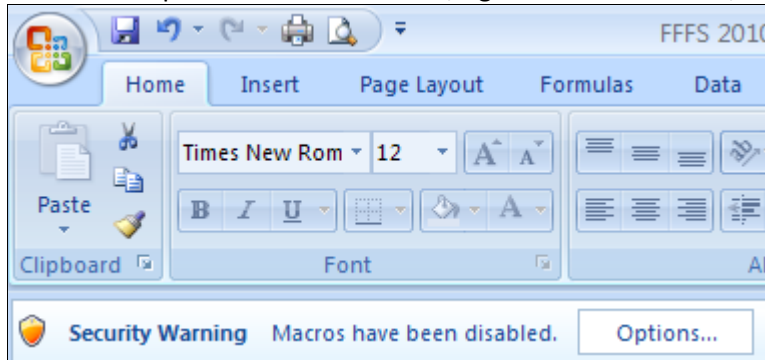 FFFS 2010
Home Insert Page Layout Formulas Data
Times New Rom 12 A A
Paste B I U A
Clipboard Font
Security Warning Macros have been disabled. Options...